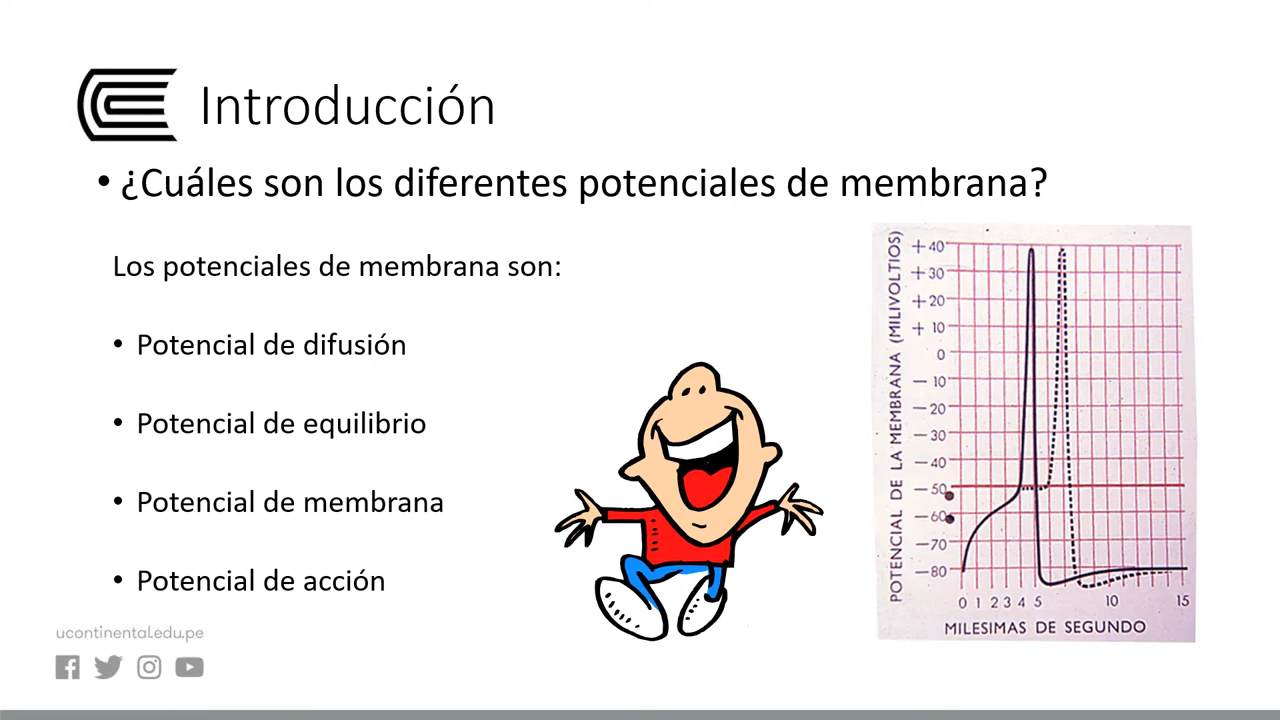 Introducción
• ¿Cuáles son los diferentes potenciales de membrana?
Los potenciales de membrana son:
• Potencial de difusión
• Potencial de equilibrio
• Potencial de membrana
• Potencial de acción
ucontinental.edu.pe
POTENCIAL DE LA MEMBRANA (MILIVOLTIOS)
+40
+30
+20
+10
0
−10
−20
−30
−40
−50
−60
−70
−80
0 1 2 3 4 5 10 15
MILESIMAS DE SEGUNDO